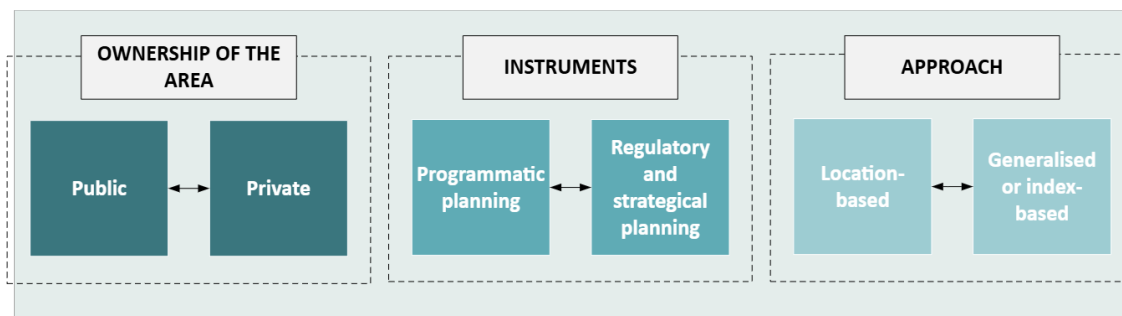 OWNERSHIP OF THE
AREA
Public
Private
INSTRUMENTS
Programmatic
planning
Regulatory
and
strategical
planning
APPROACH
Location-
based
Generalised
or index-
based